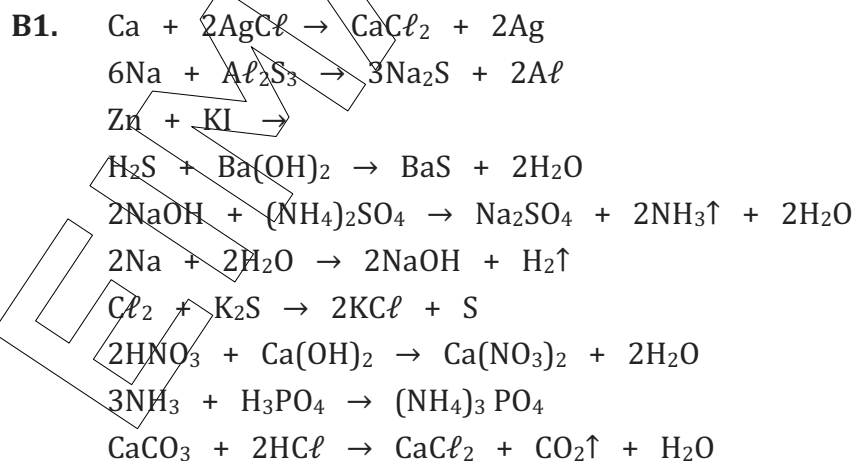 B1. Ca + 2AgCℓ → CaCℓ₂ + 2Ag
6Na + Aℓ₂S₃ → 3Na₂S + 2Aℓ
Zn + KI →
H₂S + Ba(OH)₂ → BaS + 2H₂O
2NaOH + (NH₄)₂SO₄ → Na₂SO₄ + 2NH₃↑ + 2H₂O
2Na + 2H₂O → 2NaOH + H₂↑
Cℓ₂ + K₂S → 2KCℓ + S
2HNO₃ + Ca(OH)₂ → Ca(NO₃)₂ + 2H₂O
3NH₃ + H₃PO₄ → (NH₄)₃ PO₄
CaCO₃ + 2HCℓ → CaCℓ₂ + CO₂↑ + H₂O